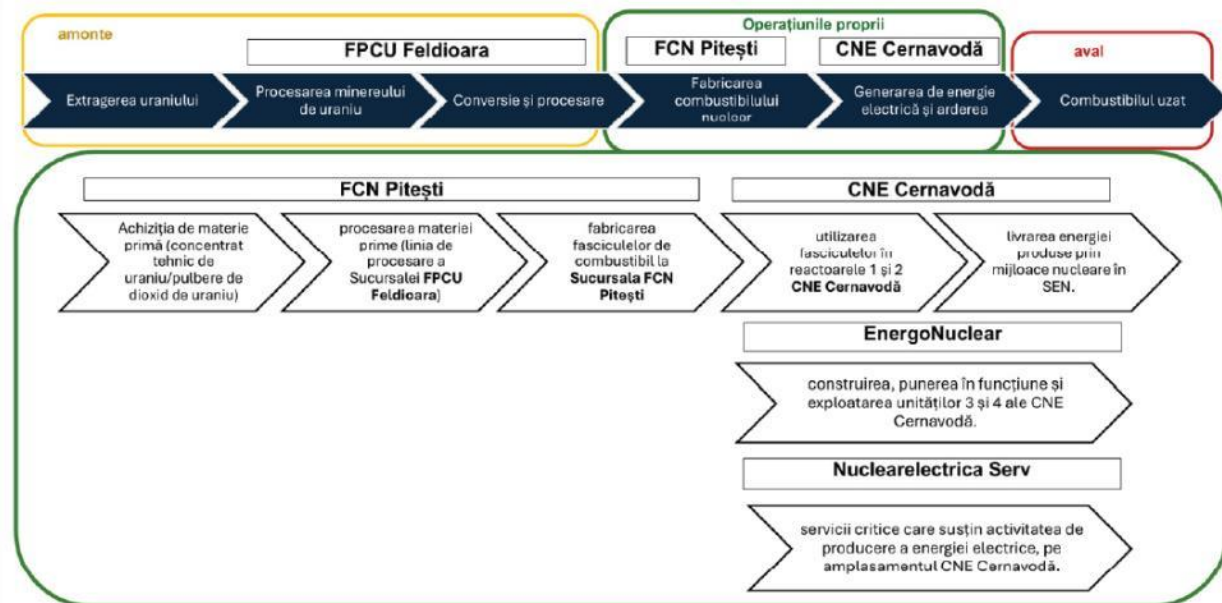 amonte
Operațiunile proprii
aval
FPCU Feldioara
FCN Pitești
CNE Cernavodă
Extragerea uraniului
Procesarea minereului
de uraniu
Conversie și procesare
Fabricarea
combustibilului
nuclear
Generarea de energie
electrică și arderea
Combustibilul uzat
FCN Pitești
CNE Cernavodă
Achiziția de materie
primă (concentrat
tehnic de
uraniu/pulbere de
dioxid de uraniu)
procesarea materiei
prime (linia de
procesare a
Sucursalei FPCU
Feldioara)
fabricarea
fasciculelor de
combustibil la
Sucursala FCN
Pitești
utilizarea
fasciculelor în
reactoarele 1 și 2
CNE Cernavodă
livrarea energiei
produse prin
mijloace nucleare în
SEN.
EnergoNuclear
construirea, punerea în funcțiune și
exploatarea unităților 3 și 4 ale CNE
Cernavodă.
Nuclearelectrica Serv
servicii critice care susțin activitatea de
producere a energiei electrice, pe
amplasamentul CNE Cernavodă.